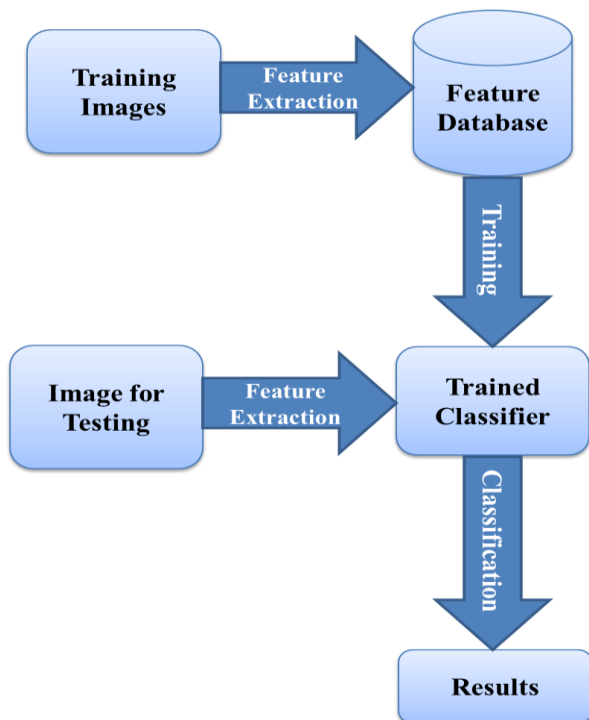 Training
Images
Feature
Extraction
Feature
Database
Training
Image for
Testing
Feature
Extraction
Trained
Classifier
Classification
Results